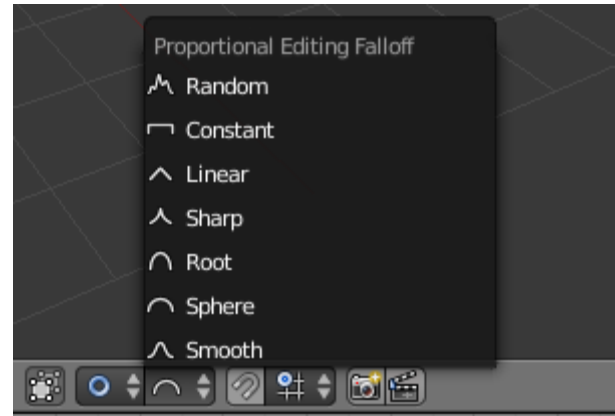 Proportional Editing Falloff
Random
Constant
Linear
Sharp
Root
Sphere
Smooth